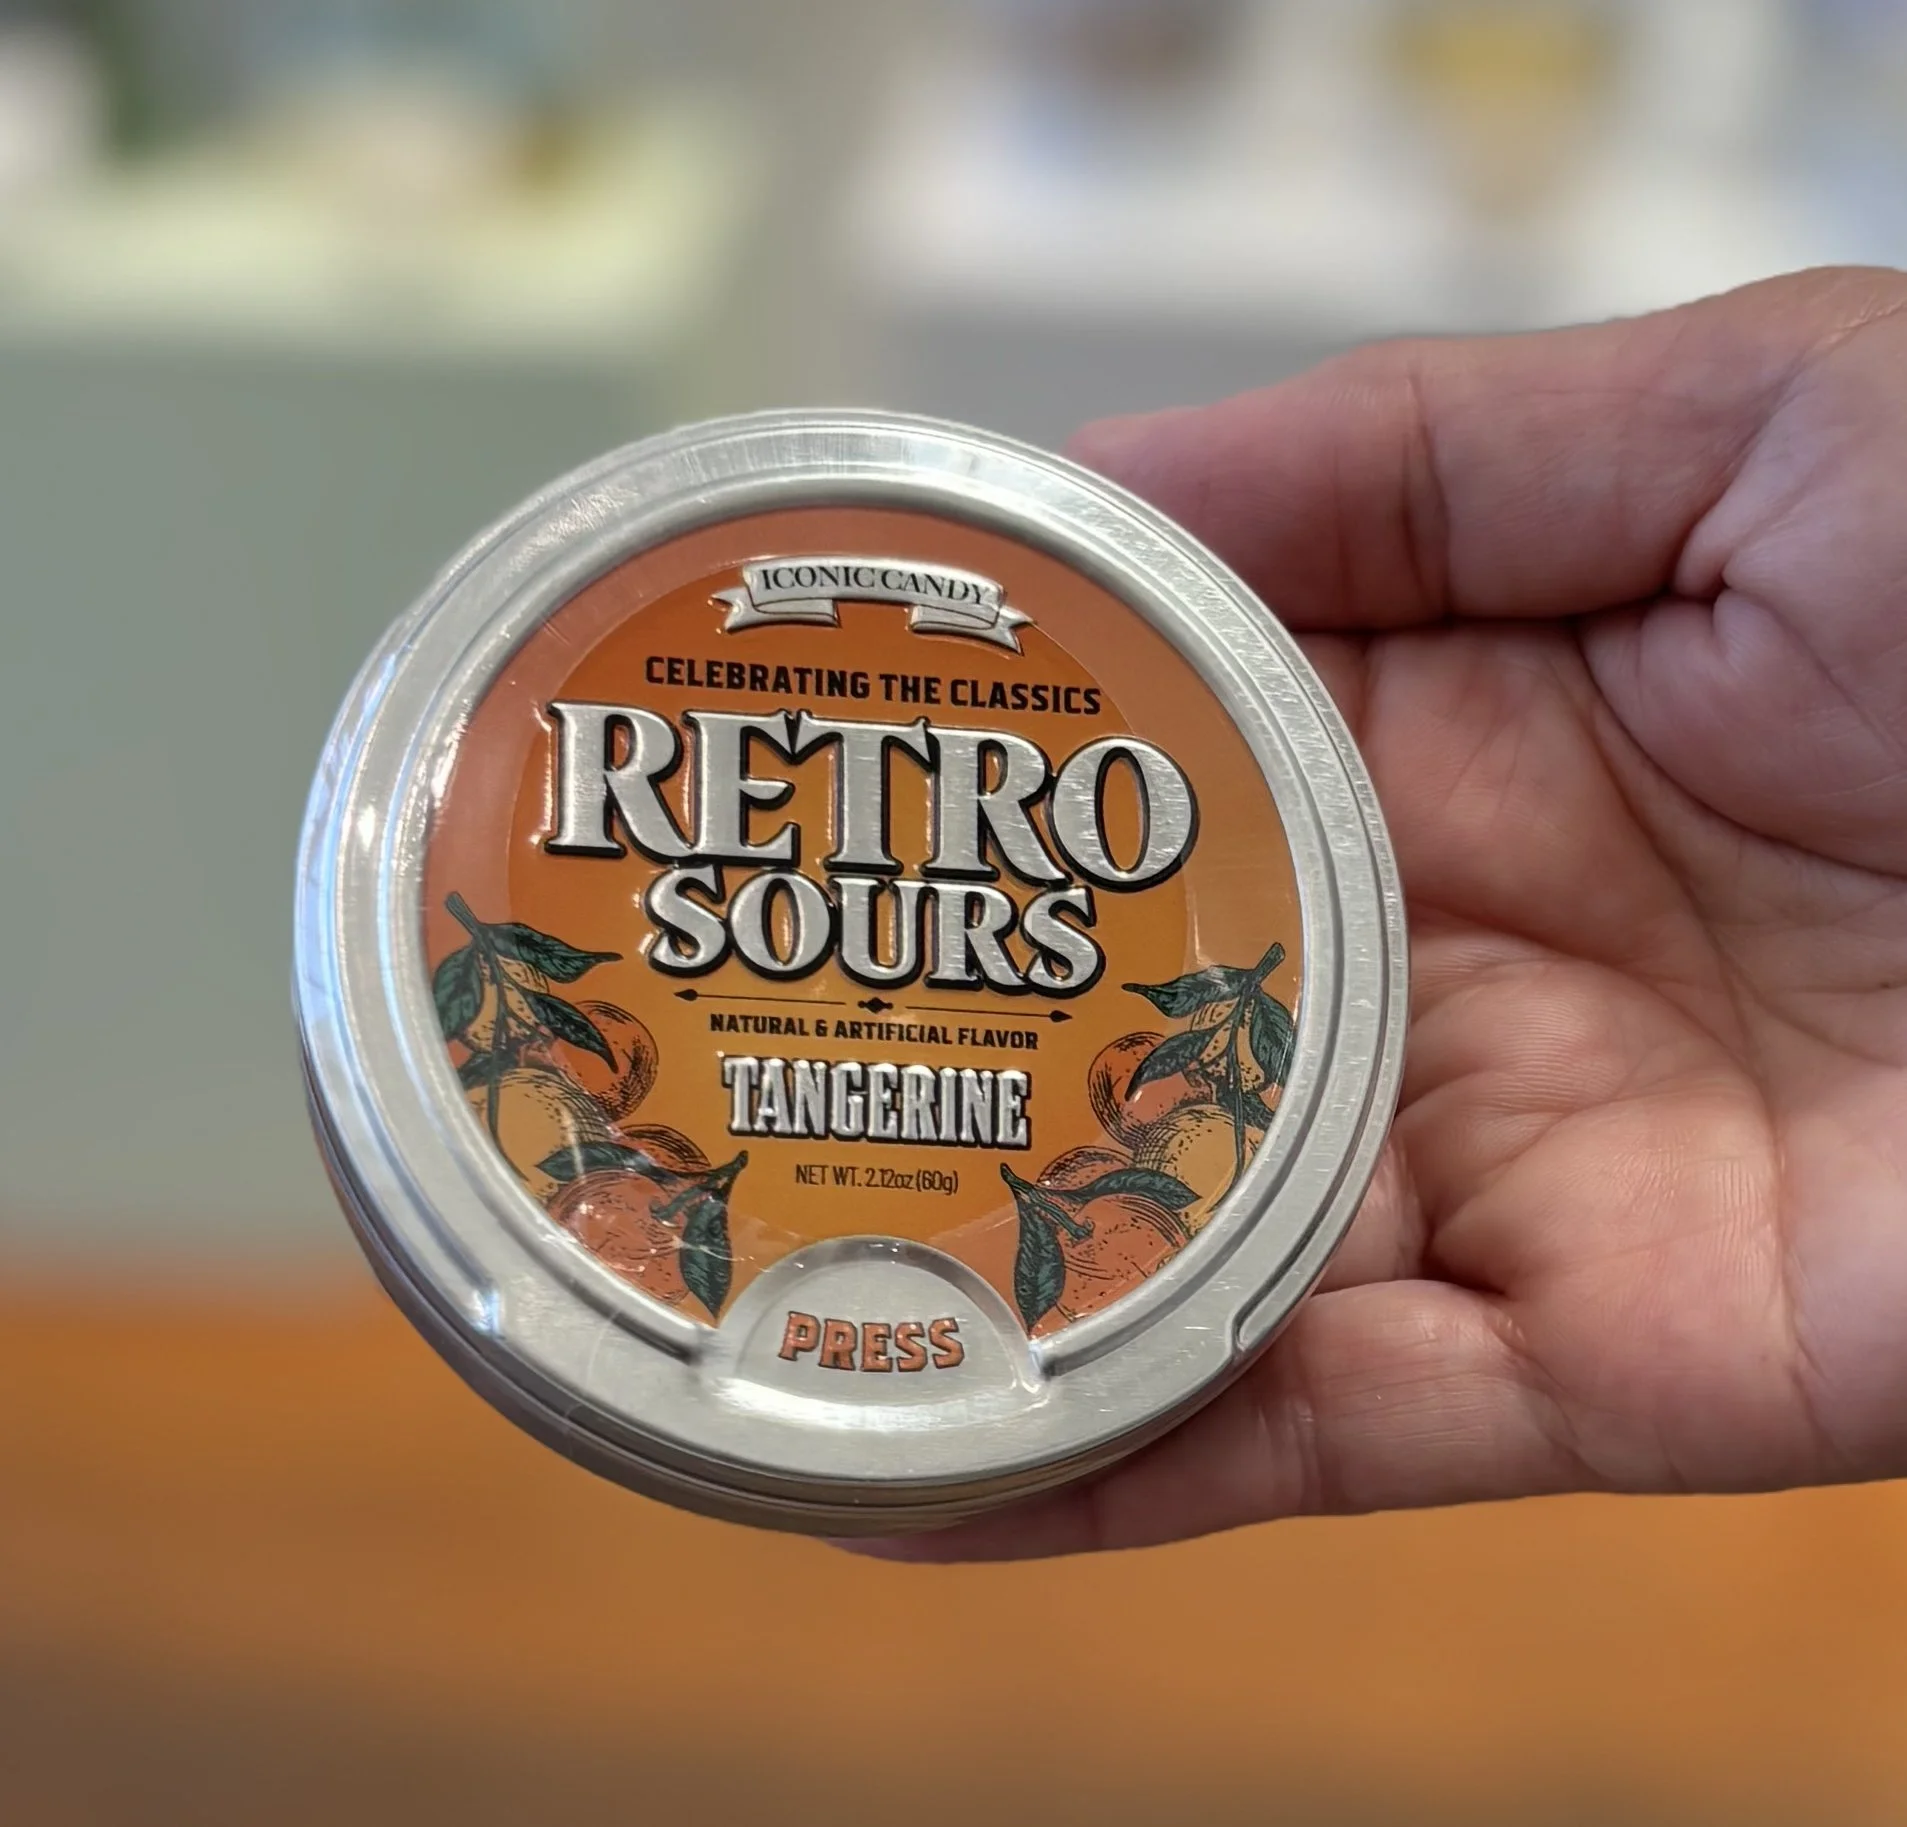 ICONIC CANDY
CELEBRATING THE CLASSICS
RETRO
SOURS
NATURAL & ARTIFICIAL FLAVOR
TANGERINE
NET WT. 2.12oz (60g)
PRESS